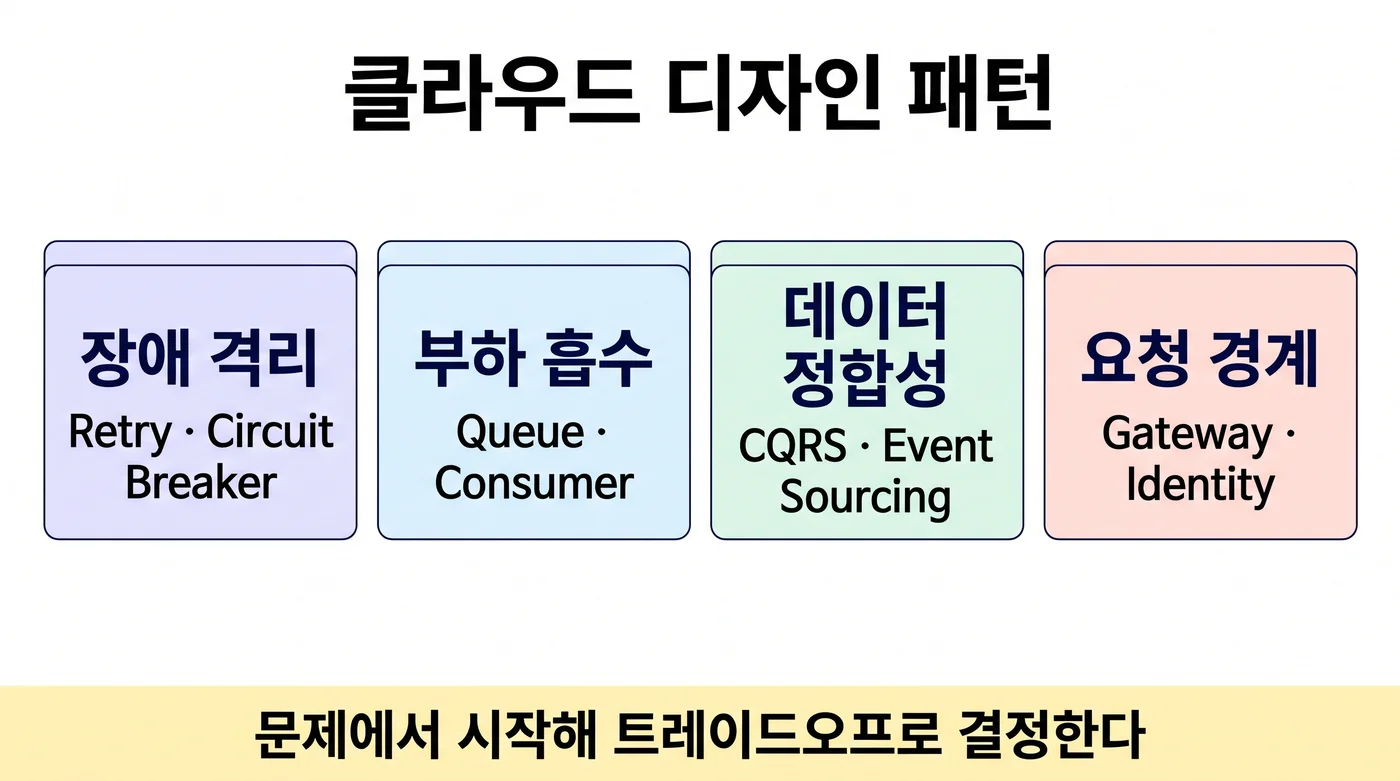 클라우드 디자인 패턴
장애 격리
Retry · Circuit
Breaker
부하 흡수
Queue ·
Consumer
데이터
정합성
CQRS · Event
Sourcing
요청 경계
Gateway ·
Identity
문제에서 시작해 트레이드오프로 결정한다